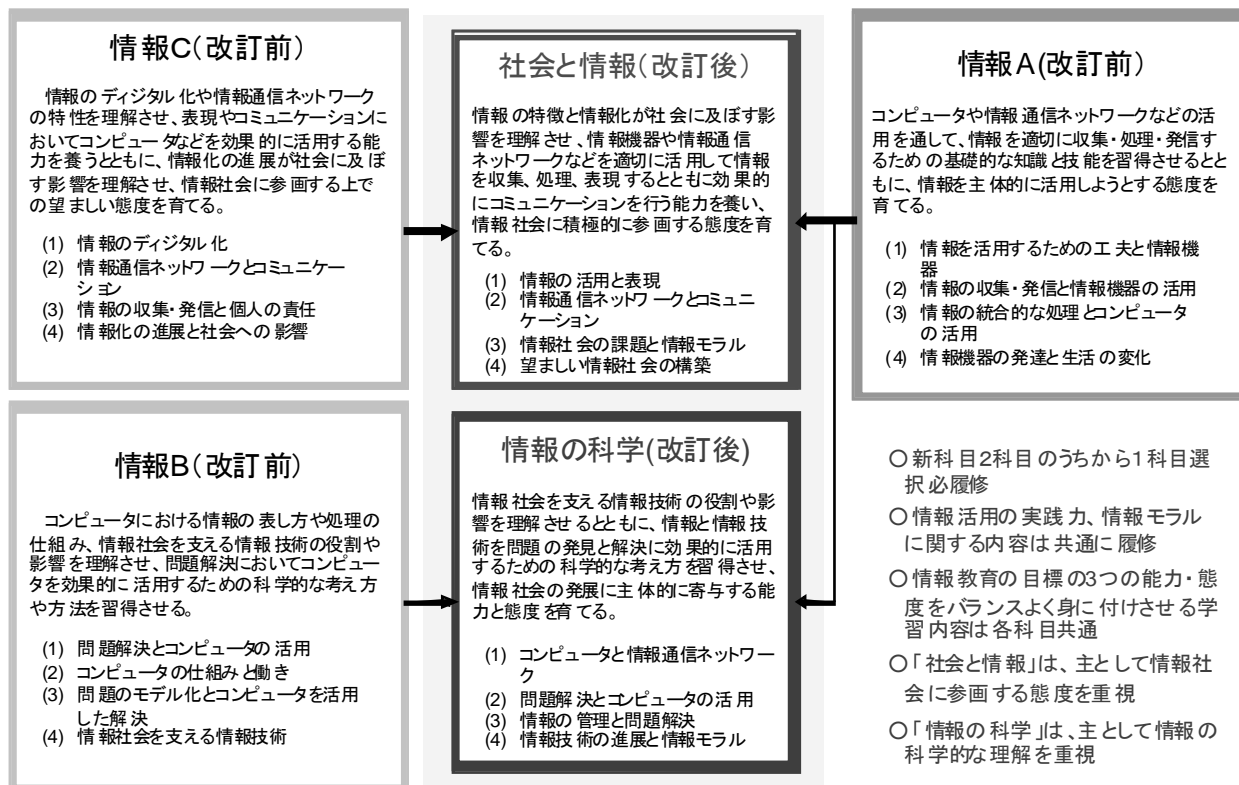 情報C(改訂前)
情報のディジタル化や情報通信ネットワーク
の特性を理解させ、表現やコミュニケーションに
おいてコンピュータなどを効果的に活用する能
力を養うとともに、情報化の進展が社会に及ぼ
す影響を理解させ、情報社会に参画する上で
の望ましい態度を育てる。
(1) 情報のディジタル化
(2) 情報通信ネットワークとコミュニケー
ション
(3) 情報の収集・発信と個人の責任
(4) 情報化の進展と社会への影響
社会と情報(改訂後)
情報の特徴と情報化が社会に及ぼす影
響を理解させ、情報機器や情報通信
ネットワークなどを適切に活用して情報
を収集、処理、表現するとともに効果的
にコミュニケーションを行う能力を養い、
情報社会に積極的に参画する態度を育
てる。
(1) 情報の活用と表現
(2) 情報通信ネットワークとコミュニ
ケーション
(3) 情報社会の課題と情報モラル
(4) 望ましい情報社会の構築
情報A(改訂前)
コンピュータや情報通信ネットワークなどの活
用を通して、情報を適切に収集・処理・発信す
るための基礎的な知識と技能を習得させるとと
もに、情報を主体的に活用しようとする態度を
育てる。
(1) 情報を活用するための工夫と情報機
器
(2) 情報の収集・発信と情報機器の活用
(3) 情報の統合的な処理とコンピュータ
の活用
(4) 情報機器の発達と生活の変化
情報B(改訂前)
コンピュータにおける情報の表し方や処理の
仕組み、情報社会を支える情報技術の役割や
影響を理解させ、問題解決においてコンピュー
タを効果的に活用するための科学的な考え方
や方法を習得させる。
(1) 問題解決とコンピュータの活用
(2) コンピュータの仕組みと働き
(3) 問題のモデル化とコンピュータを活用
した解決
(4) 情報社会を支える情報技術
情報の科学(改訂後)
情報社会を支える情報技術の役割や影
響を理解させるとともに、情報と情報技
術を問題の発見と解決に効果的に活用
するための科学的な考え方を習得させ、
情報社会の発展に主体的に寄与する能
力と態度を育てる。
(1) コンピュータと情報通信ネットワー
ク
(2) 問題解決とコンピュータの活用
(3) 情報の管理と問題解決
(4) 情報技術の進展と情報モラル
○新科目2科目のうちから1科目選
択必履修
○情報活用の実践力、情報モラル
に関する内容は共通に履修
○情報教育の目標の3つの能力・態
度をバランスよく身に付けさせる学
習内容は各科目共通
○「社会と情報」は、主として情報社
会に参画する態度を重視
○「情報の科学」は、主として情報の
科学的な理解を重視